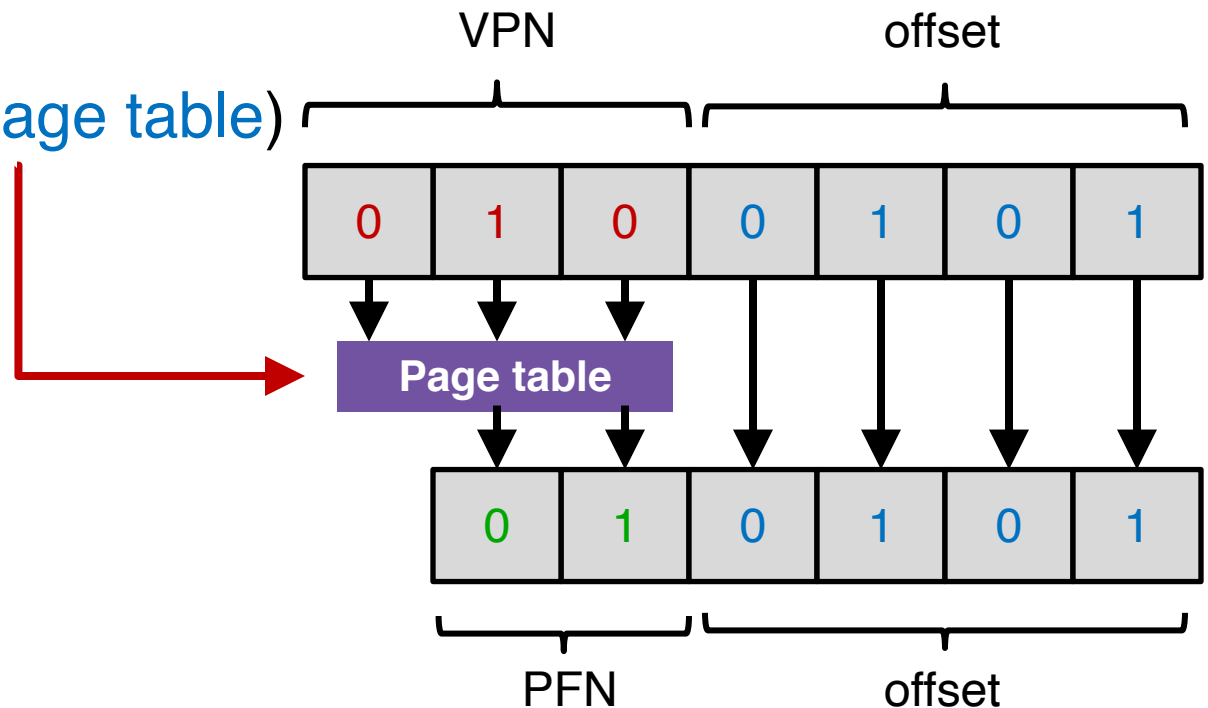 VPN offset
age table)
0 1 0 0 1 0 1
Page table
0 1 0 1 0 1
PFN offset